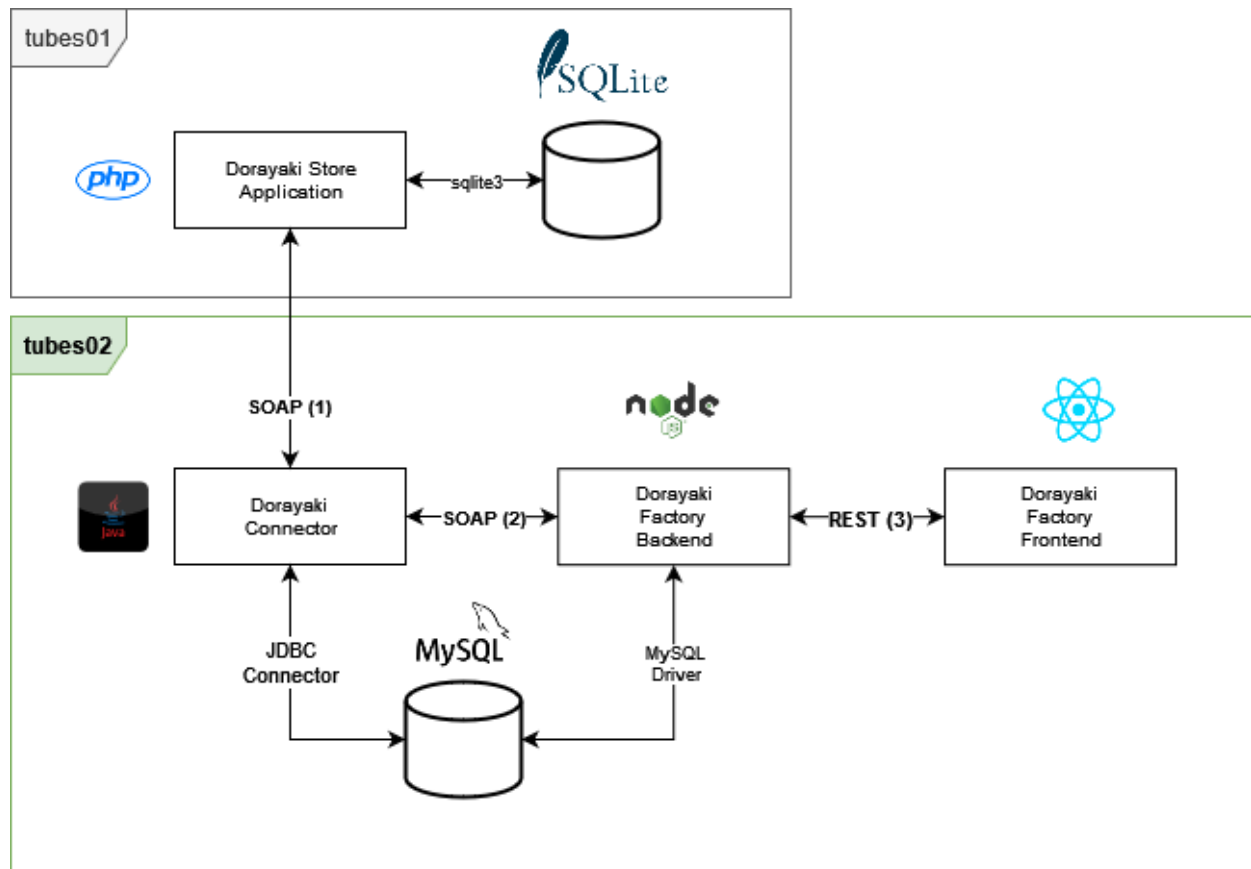 tubes01
SQLite
php
Dorayaki Store
Application
sqlite3
tubes02
SOAP (1)
node
JS
Java
Dorayaki
Connector
SOAP (2)
Dorayaki
Factory
Backend
REST (3)
Dorayaki
Factory
Frontend
JDBC
Connector
MySQL
MySQL
Driver